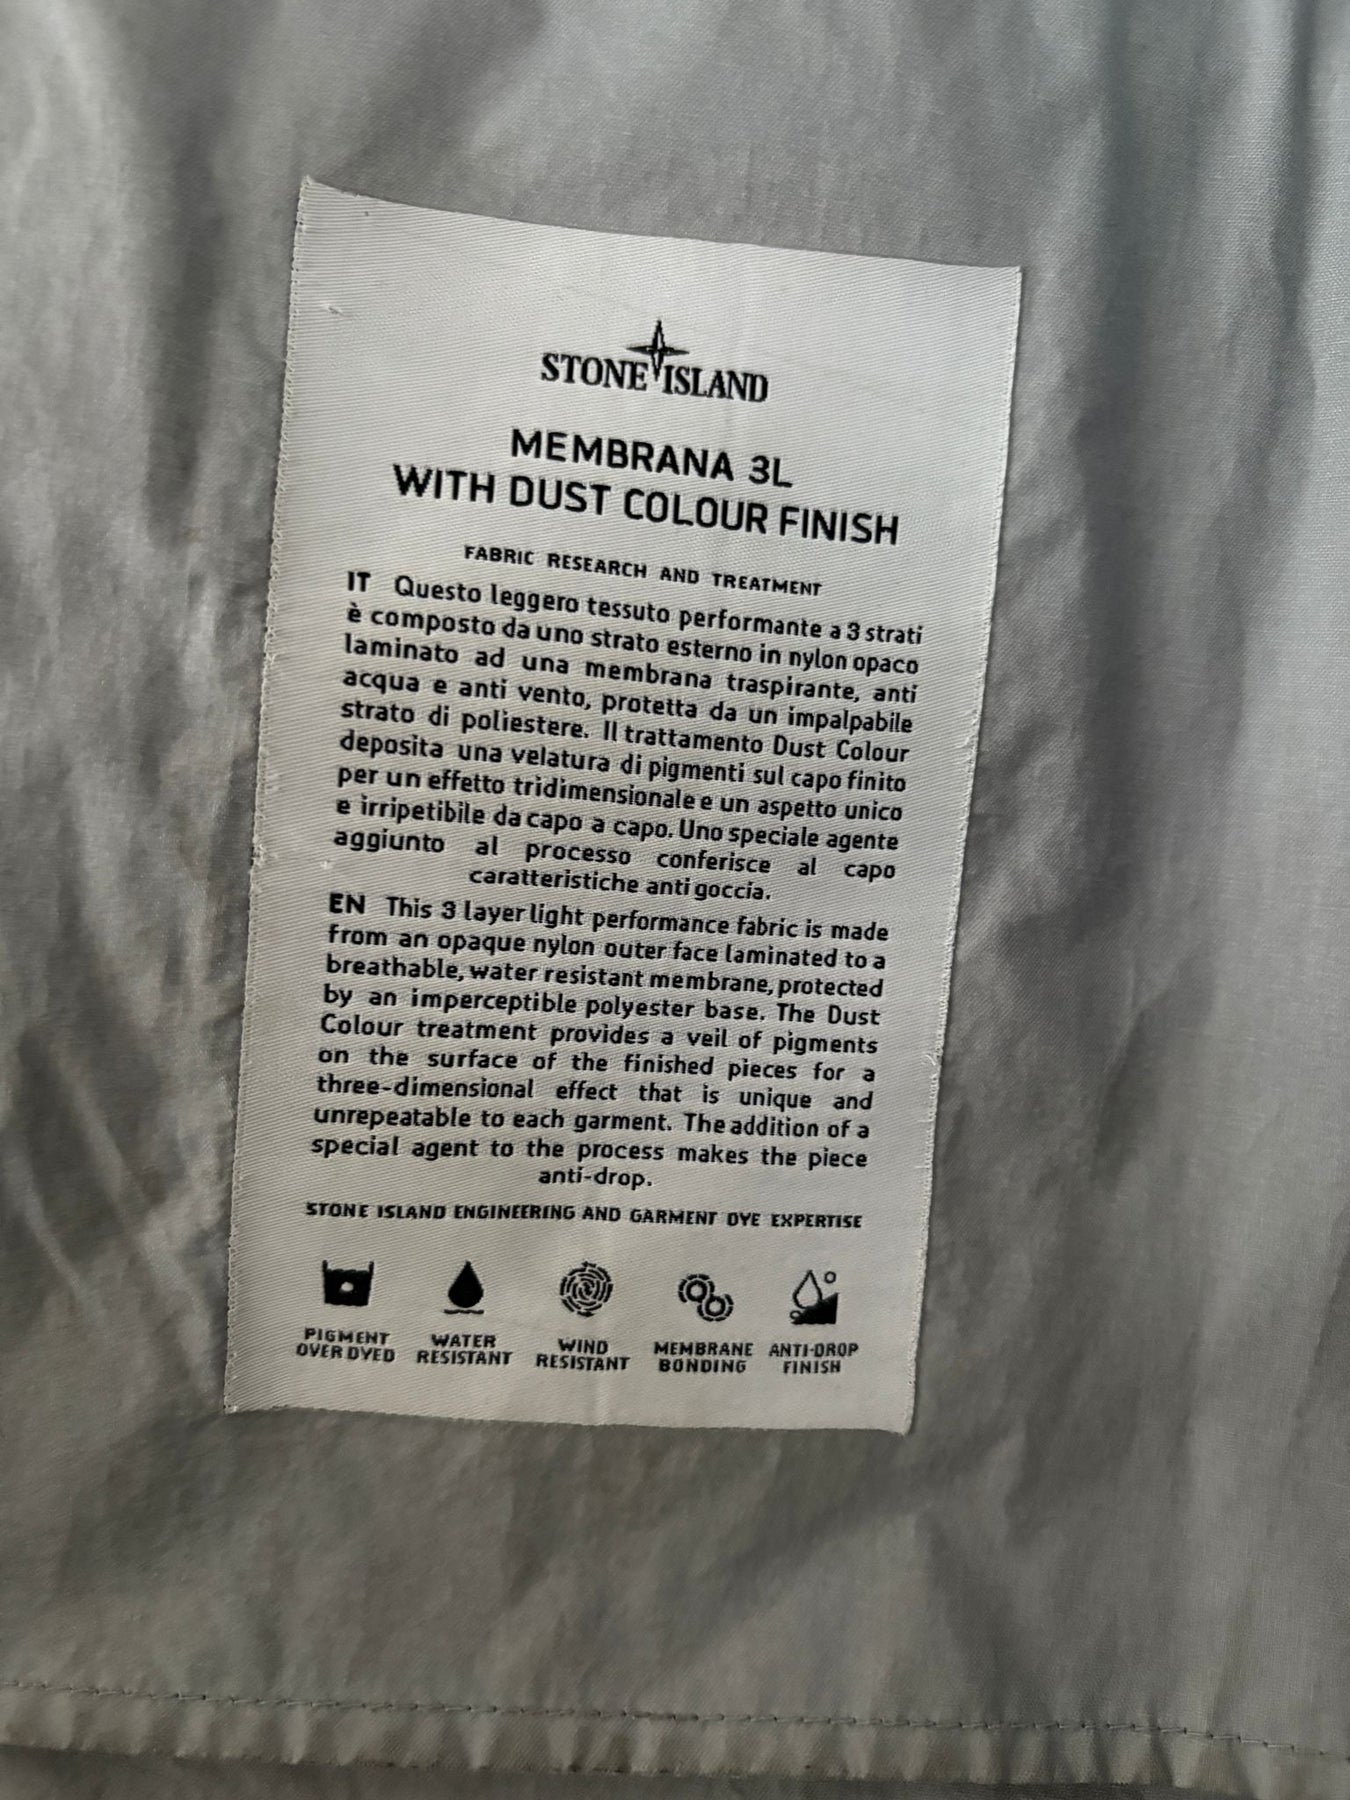 STONE ISLAND
MEMBRANA 3L
WITH DUST COLOUR FINISH
FABRIC RESEARCH AND TREATMENT
IT Questo leggero tessuto performante a 3 strati
è composto da uno strato esterno in nylon opaco
laminato ad una membrana traspirante, anti
acqua e anti vento, protetta da un impalpabile
strato di poliestere. Il trattamento Dust Colour
deposita una velatura di pigmenti sul capo finito
per un effetto tridimensionale e un aspetto unico
e irripetibile da capo a capo. Uno speciale agente
aggiunto al processo conferisce al capo
caratteristiche anti goccia.
EN This 3 layer light performance fabric is made
from an opaque nylon outer face laminated to a
breathable, water resistant membrane, protected
by an imperceptible polyester base. The Dust
Colour treatment provides a veil of pigments
on the surface of the finished pieces for a
three-dimensional effect that is unique and
unrepeatable to each garment. The addition of a
special agent to the process makes the piece
anti-drop.
STONE ISLAND ENGINEERING AND GARMENT DYE EXPERTISE
PIGMENT
OVER DYED
WATER
RESISTANT
WIND
RESISTANT
MEMBRANE
BONDING
ANTI-DROP
FINISH